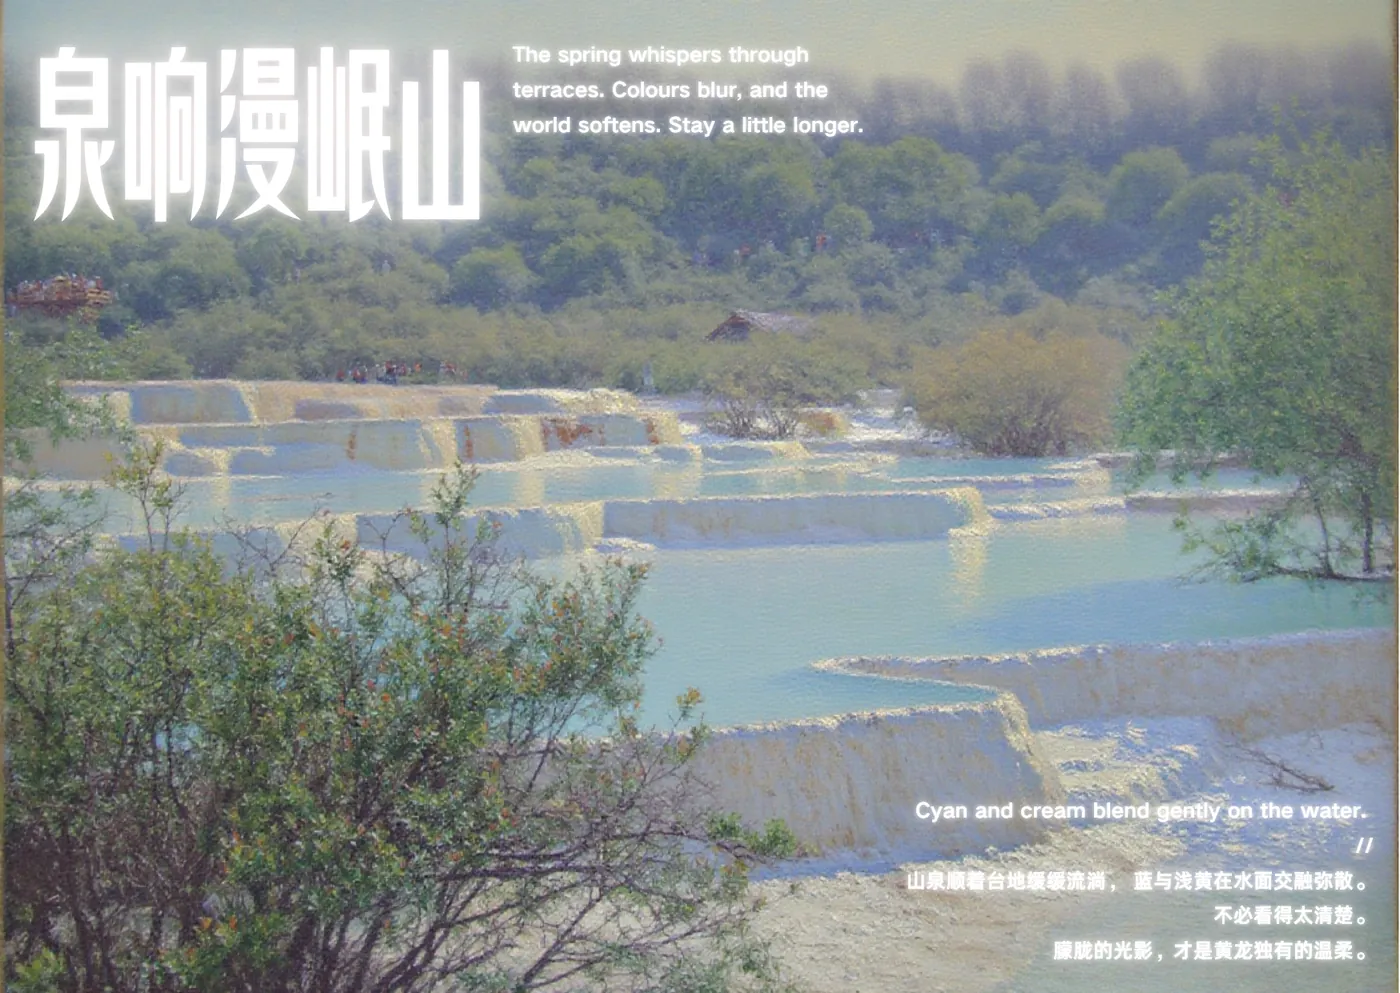 泉响漫岷山
The spring whispers through
terraces. Colours blur, and the
world softens. Stay a little longer.
Cyan and cream blend gently on the water.
//
山泉顺着台地缓缓流淌，蓝与浅黄在水面交融弥散。
不必看得太清楚。
朦胧的光影，才是黄龙独有的温柔。